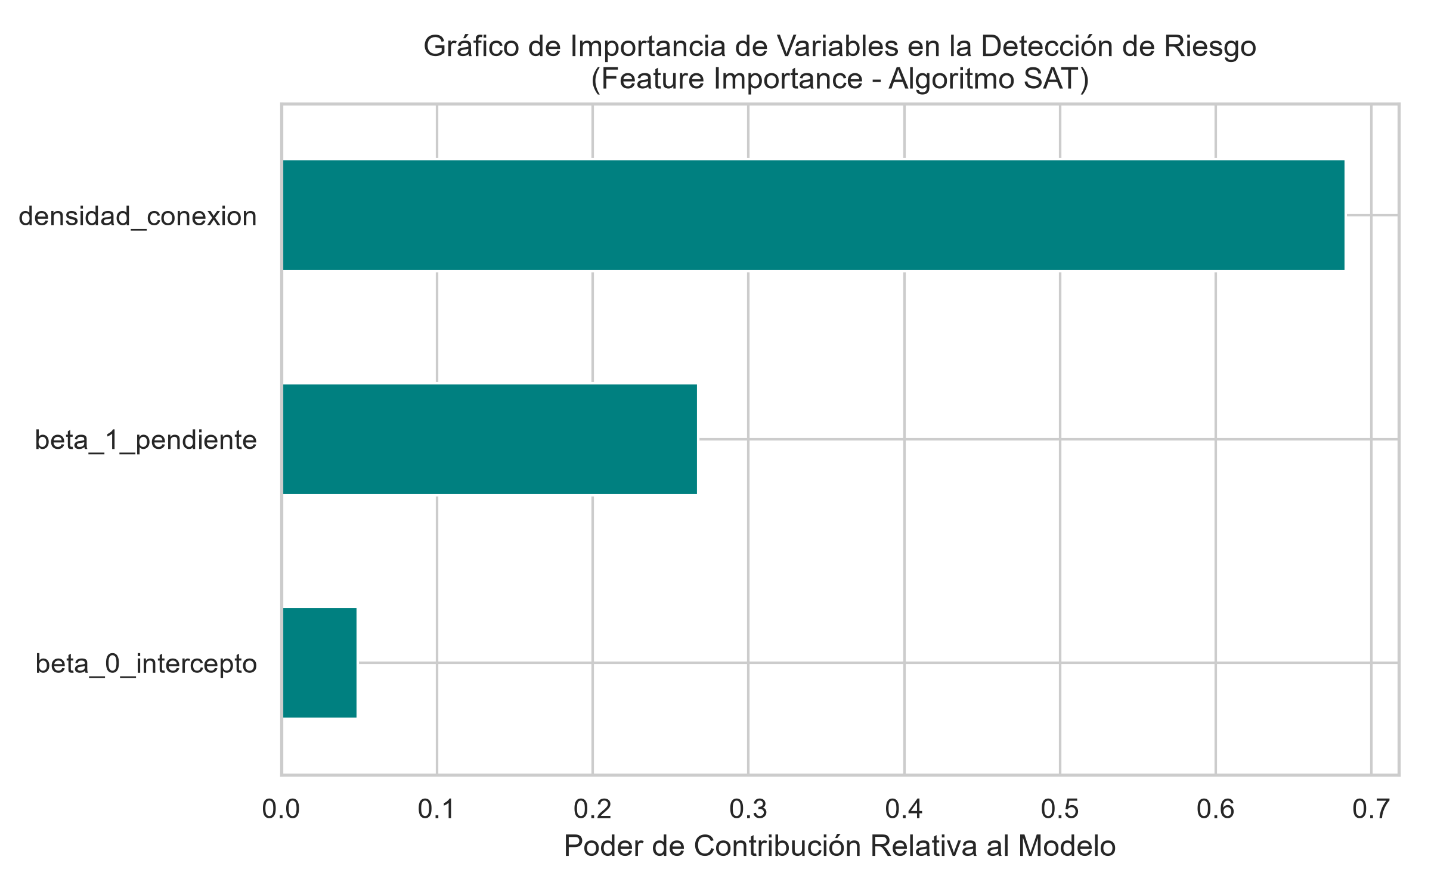 Gráfico de Importancia de Variables en la Detección de Riesgo
(Feature Importance - Algoritmo SAT)
densidad_conexion
beta_1_pendiente
beta_0_intercepto
0.0 0.1 0.2 0.3 0.4 0.5 0.6 0.7
Poder de Contribución Relativa al Modelo